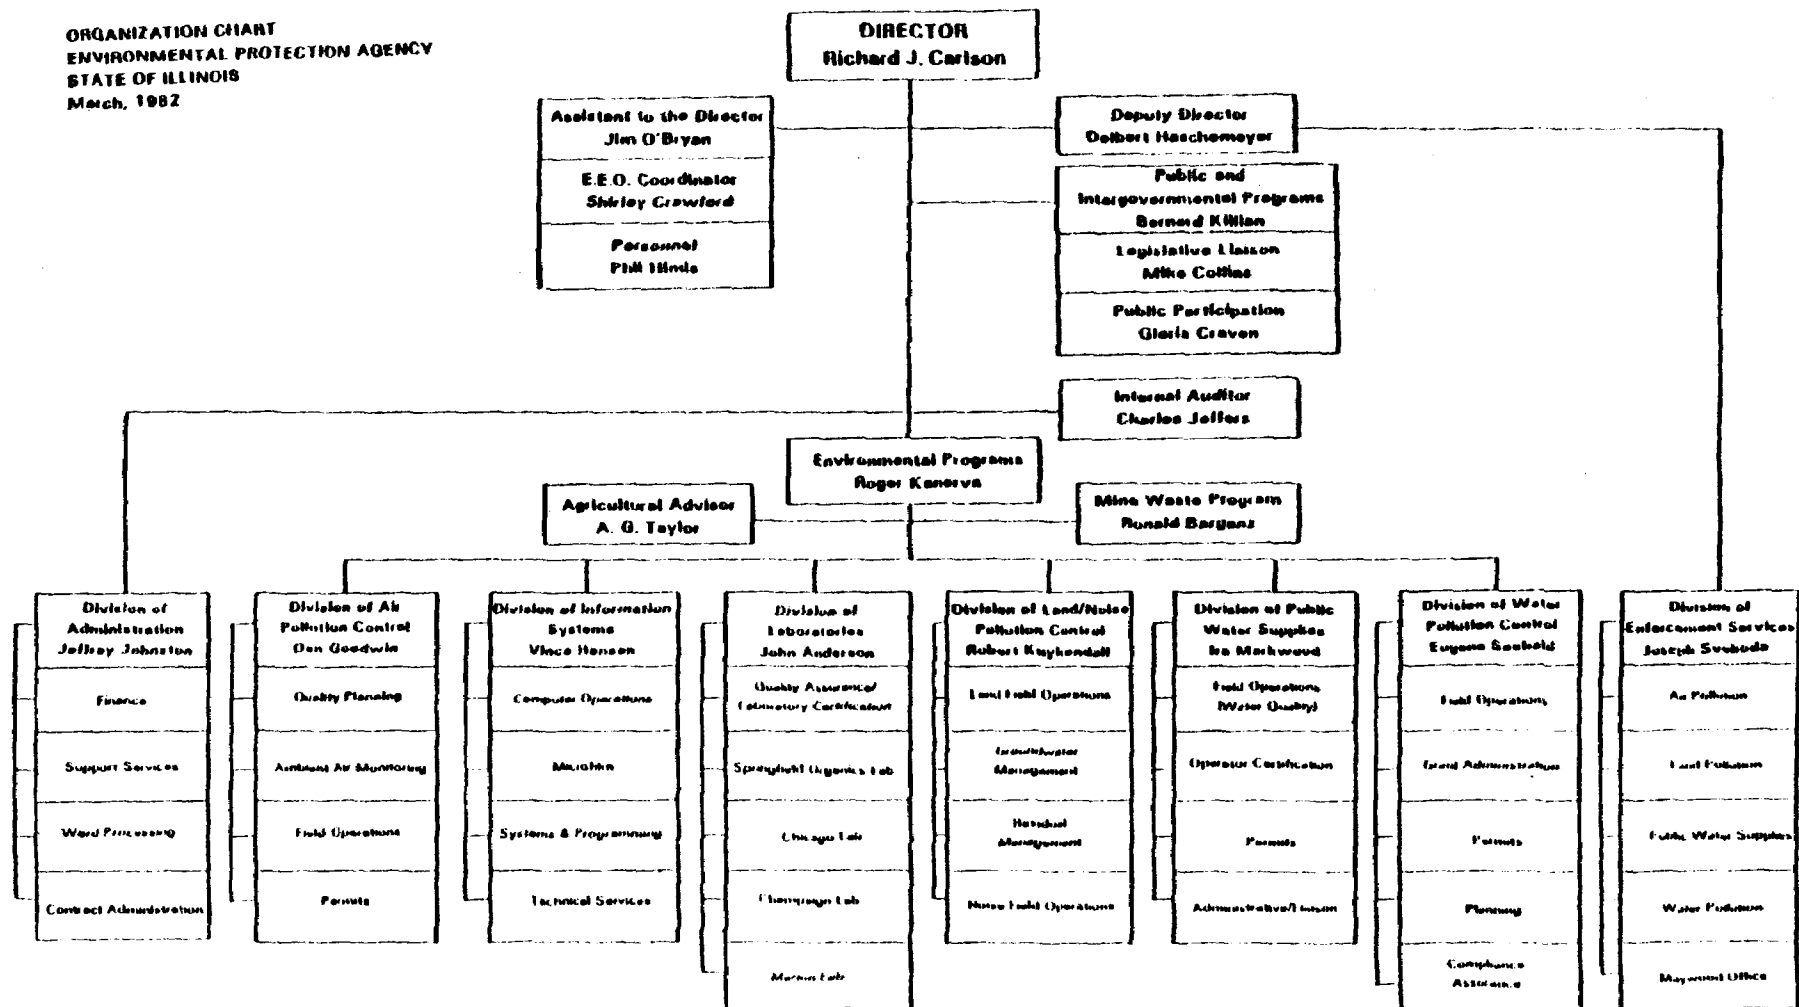 ORGANIZATION CHART
ENVIRONMENTAL PROTECTION AGENCY
STATE OF ILLINOIS
March, 1982
DIRECTOR
Richard J. Carlson
Assistant to the Director
Jim O'Bryan
E.E.O. Coordinator
Shirley Crawford
Personnel
Phil
Deputy Director
Delbert Haschemeyer
Public and
Intergovernmental Programs
Bernard Killian
Legislative Liaison
Mike Collins
Public Participation
Gloria Craven
Internal Auditor
Charles Jeffers
Environmental Programs
Roger Kanerva
Agricultural Advisor
A. G. Taylor
Mine Waste Program
Ronald
Division of
Administration
Jeffrey Johnston
Finance
Support Services
Word Processing
Contract Administration
Division of Air
Pollution Control
Dan Goodwin
Quality Planning
Ambient Air Monitoring
Field Operations
Permits
Division of Information
Systems
Vince Hansen
Computer Operations
Microfilm
Systems & Programming
Technical Services
Division of
Laboratories
John Anderson
Quality Assurance/
Laboratory Certification
Springfield Organics Lab
Chicago Lab
Champaign Lab
Marion Lab
Division of Land/Noise
Pollution Control
Robert Kuykendall
Land Field Operations
Groundwater
Management
Residual
Management
Noise Field Operations
Division of Public
Water Supplies
Ira Markwood
Field Operations
(Water Quality)
Operator Certification
Permits
Administrative/Liaison
Division of Water
Pollution Control
Eugene
Field Operations
Grant Administration
Permits
Planning
Compliance
Assurance
Division of
Enforcement Services
Joseph Svoboda
Air Pollution
Land Pollution
Public Water Supplies
Water Pollution
Maywood Office